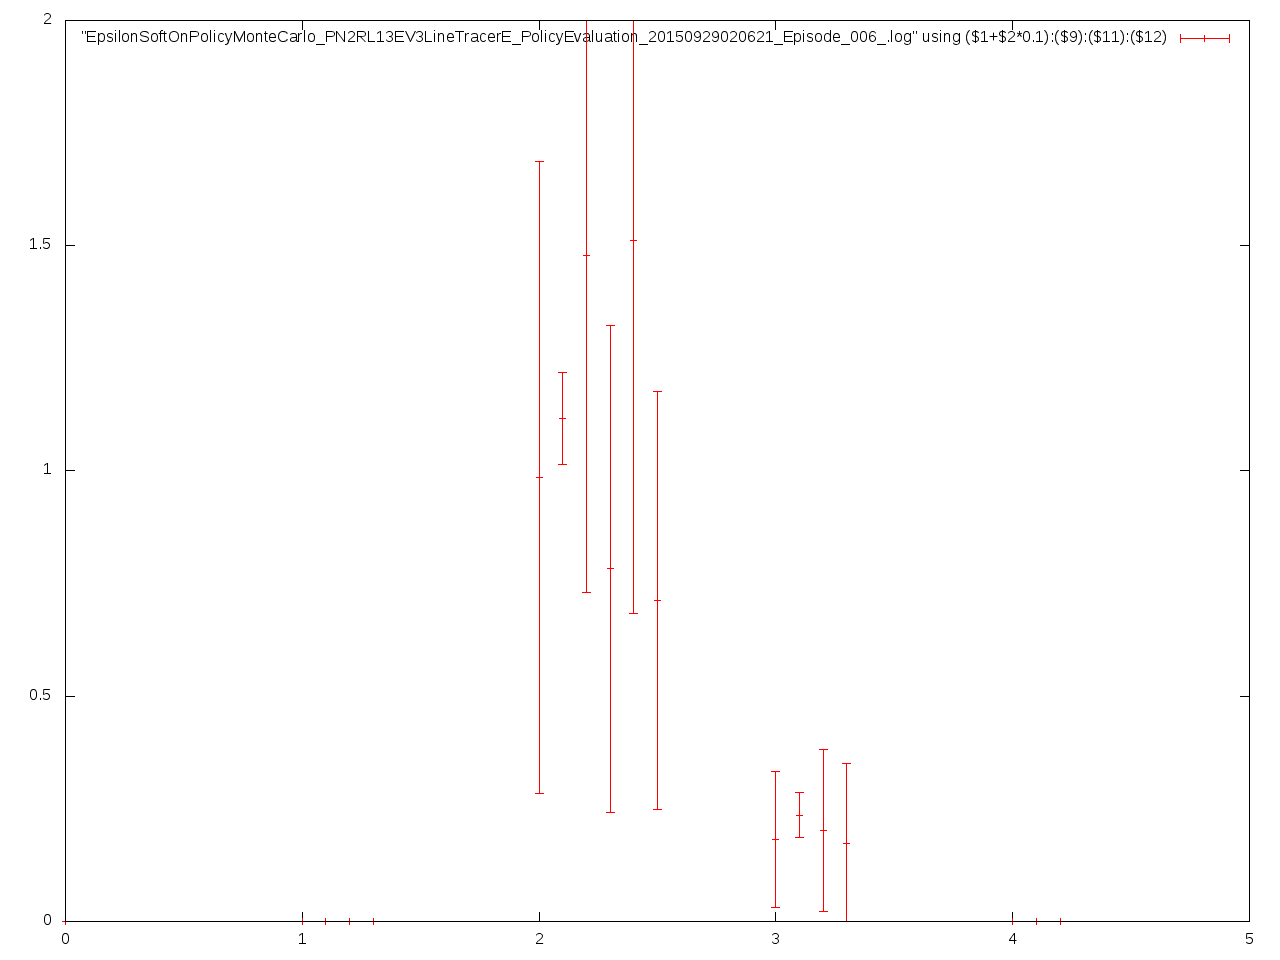 2
"EpsilonSoftOnPolicyMonteCarlo_PN2RL13EV3LineTracerE_PolicyEvaluation_20150929020621_Episode_006_.log" using ($1+$2*0.1):($9):($11):($12)
1.5
1
0.5
0
0 1 2 3 4 5